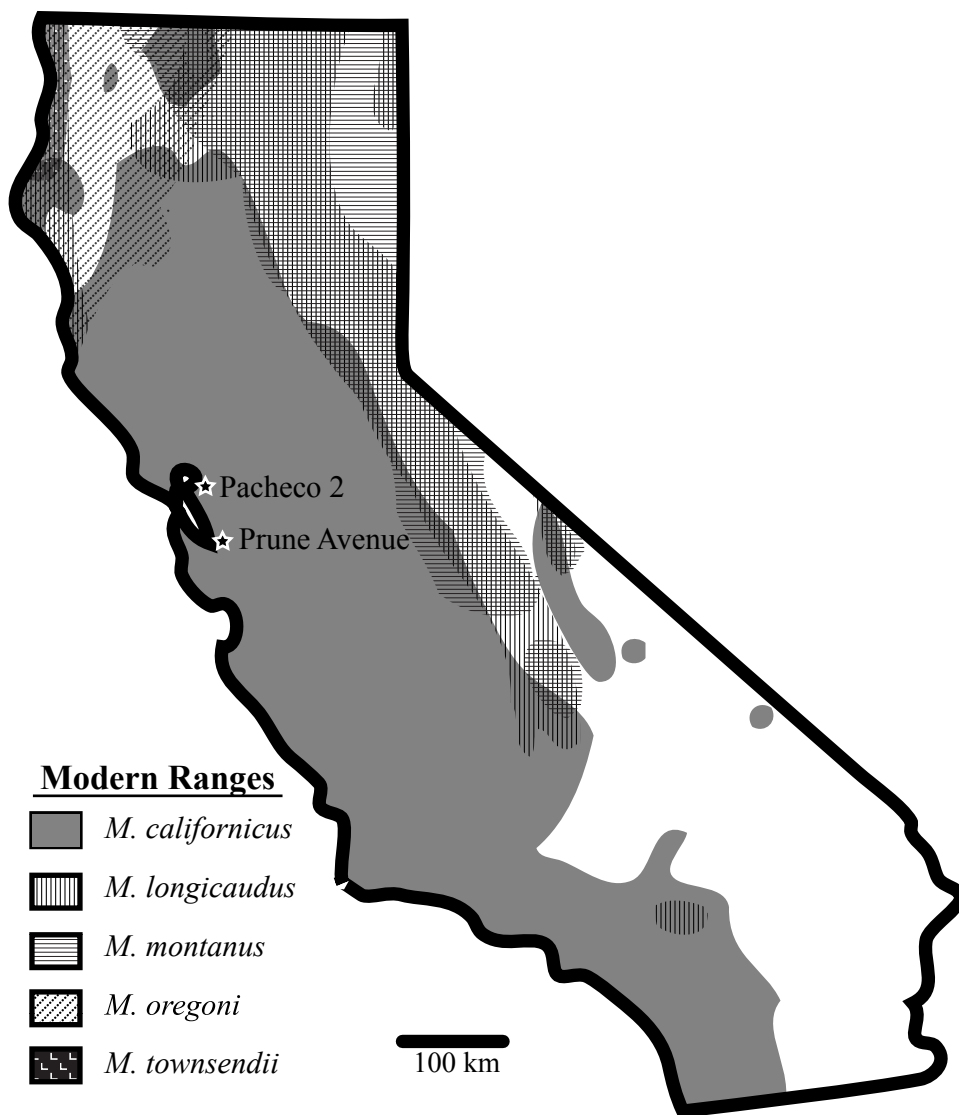 Pacheco 2
Prune Avenue
Modern Ranges
M. californicus
M. longicaudus
M. montanus
M. oregoni
M. townsendii
100 km